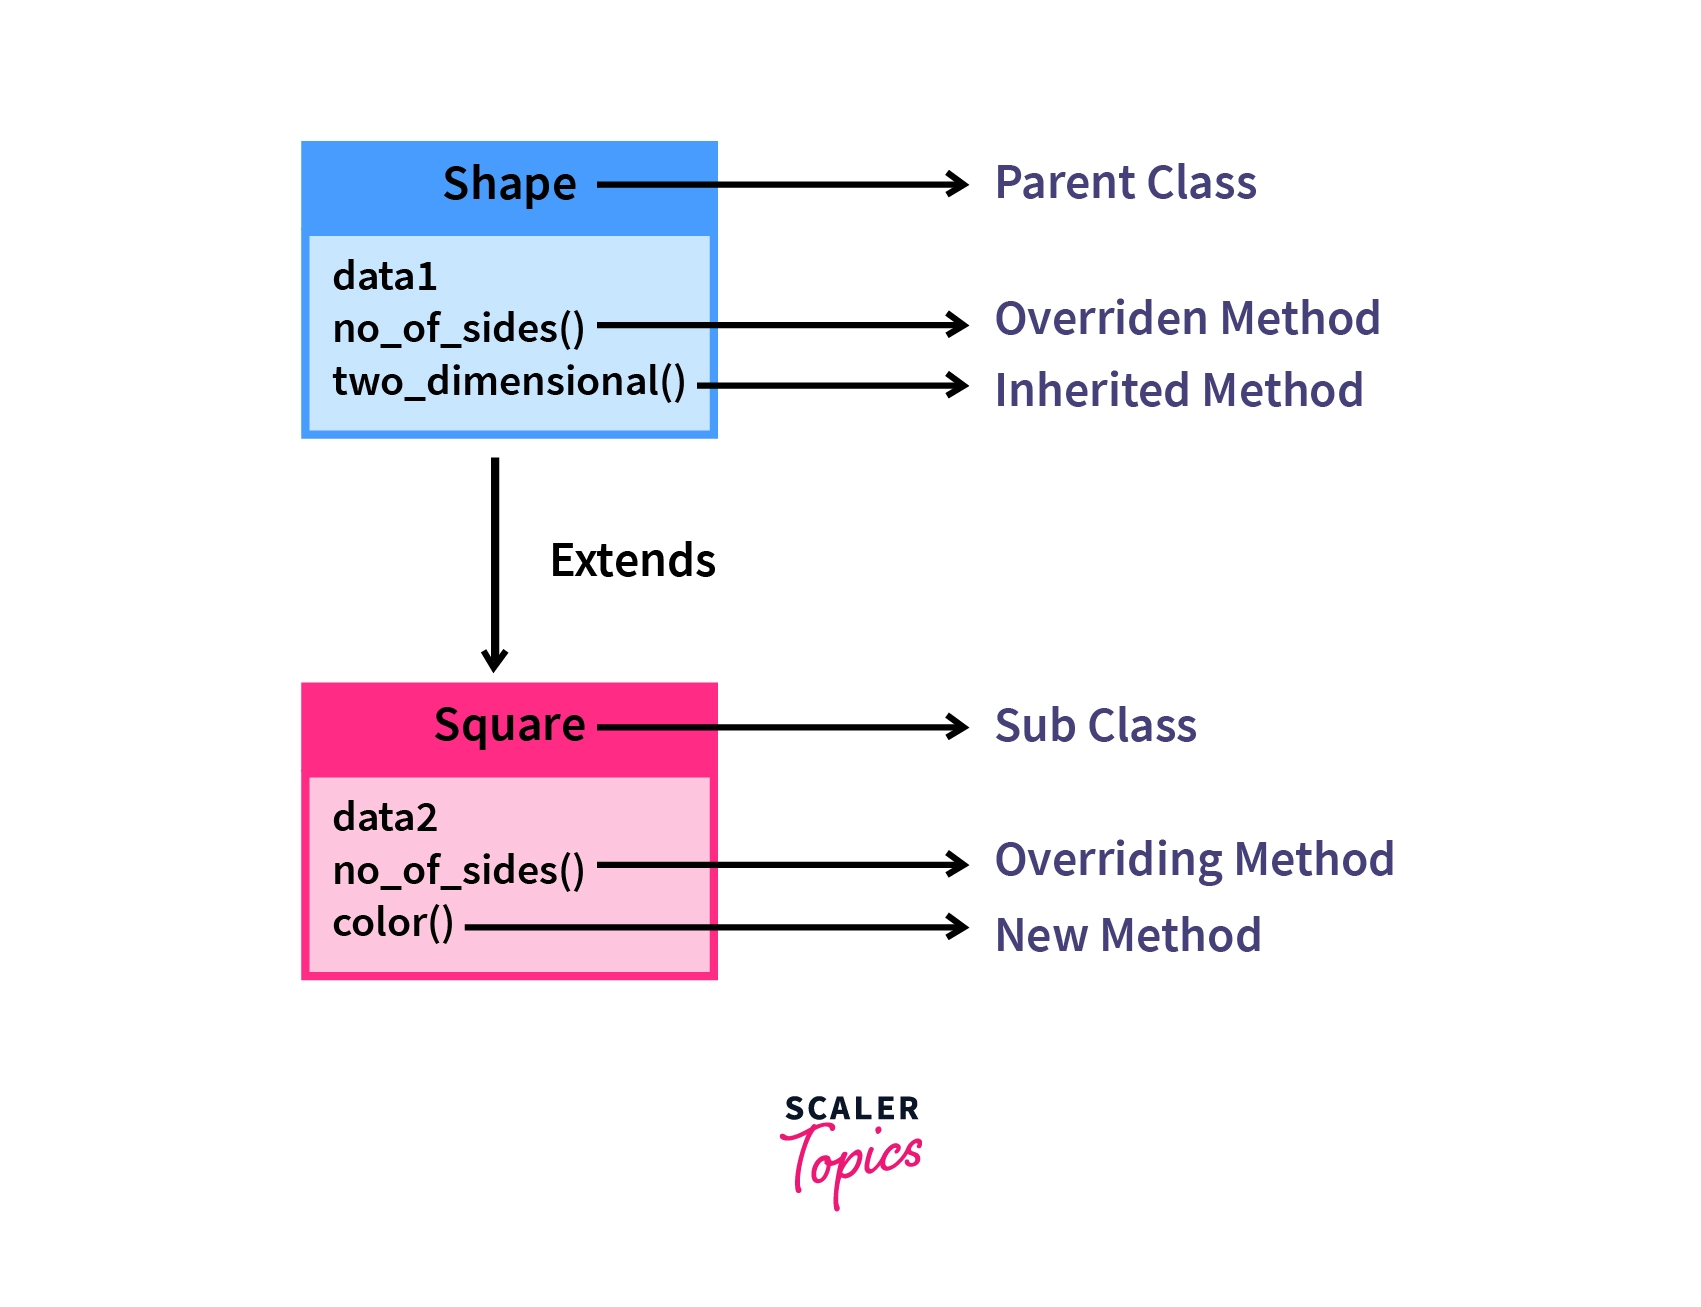 Shape
Parent Class
data1
no_of_sides()
Overriden Method
two_dimensional()
Inherited Method
Extends
Square
Sub Class
data2
no_of_sides()
Overriding Method
color()
New Method
SCALER
Topics